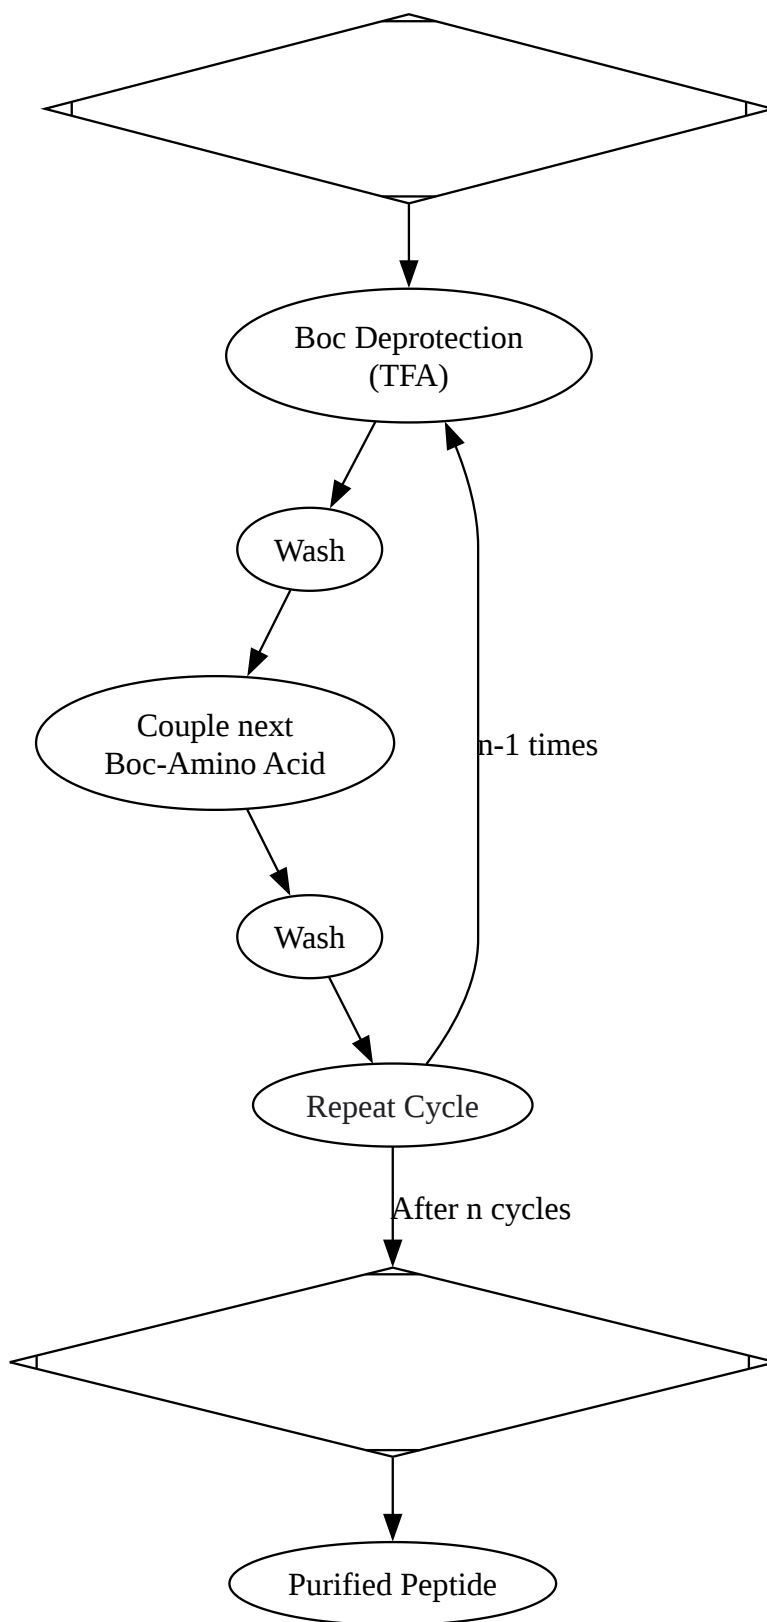 Boc Deprotection
(TFA)
Wash
Couple next
Boc-Amino Acid
n-1 times
Wash
Repeat Cycle
After n cycles
Purified Peptide